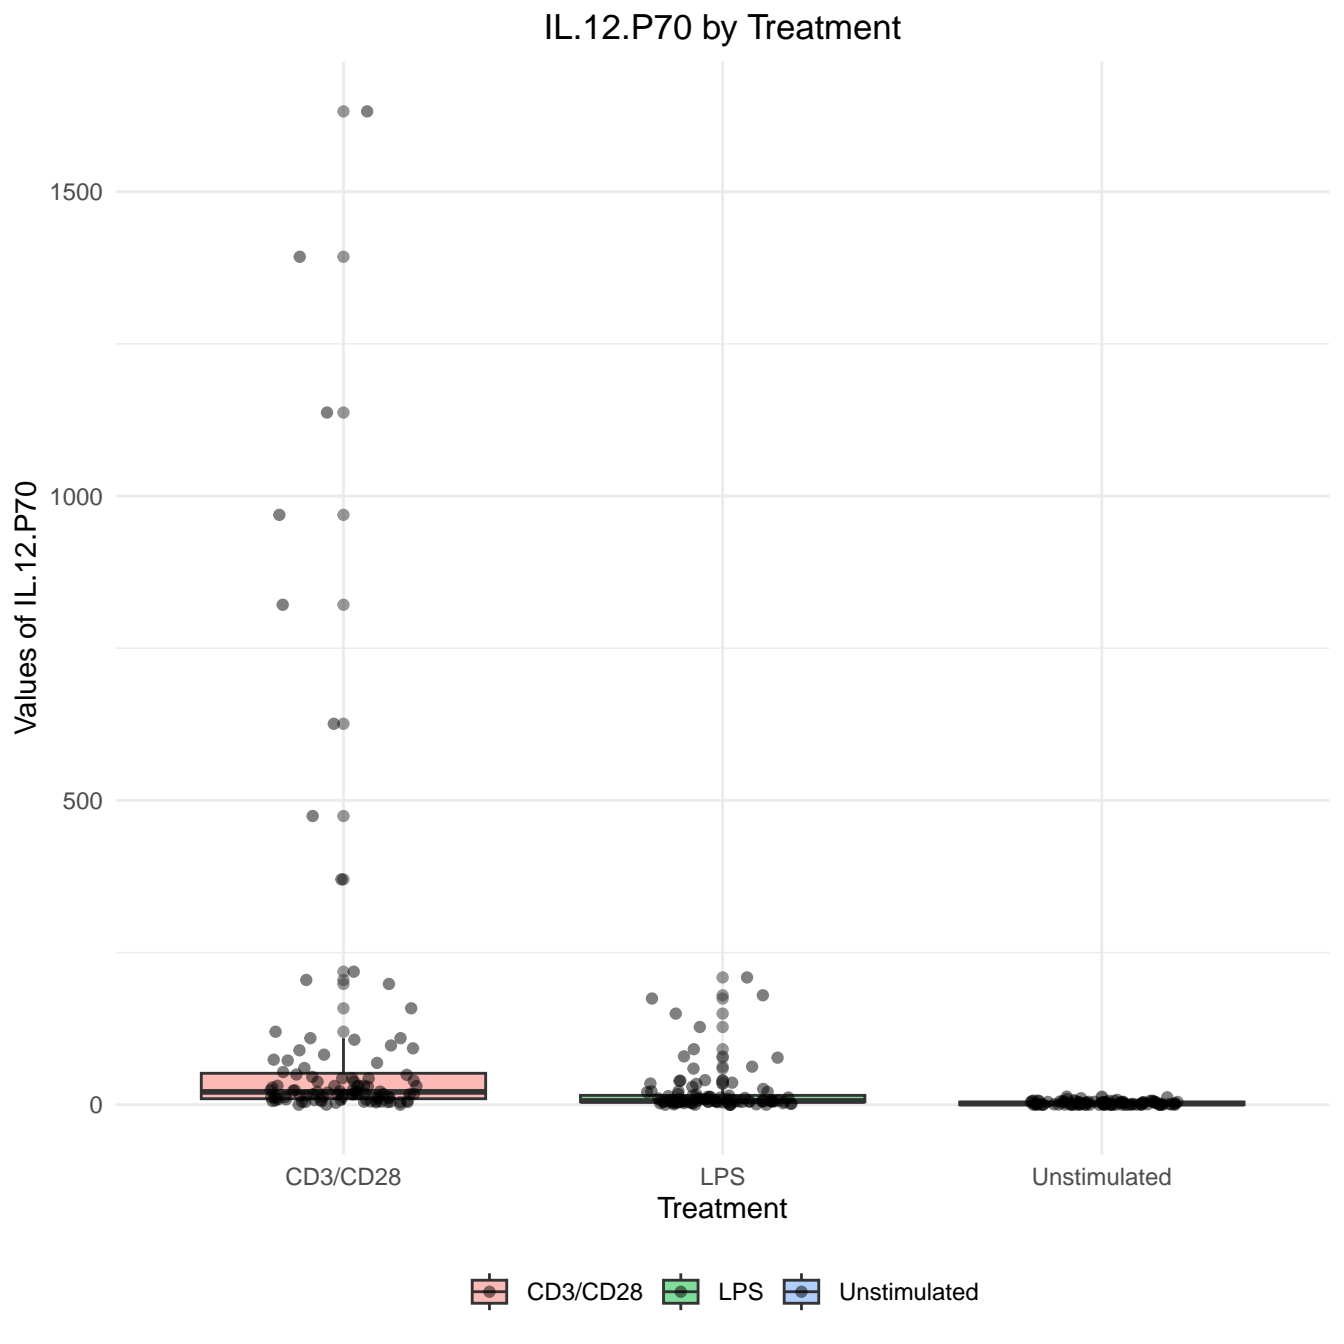 IL.12.P70 by Treatment
Values of IL.12.P70
1500
1000
500
0
CD3/CD28 LPS Unstimulated
Treatment
CD3/CD28 LPS Unstimulated